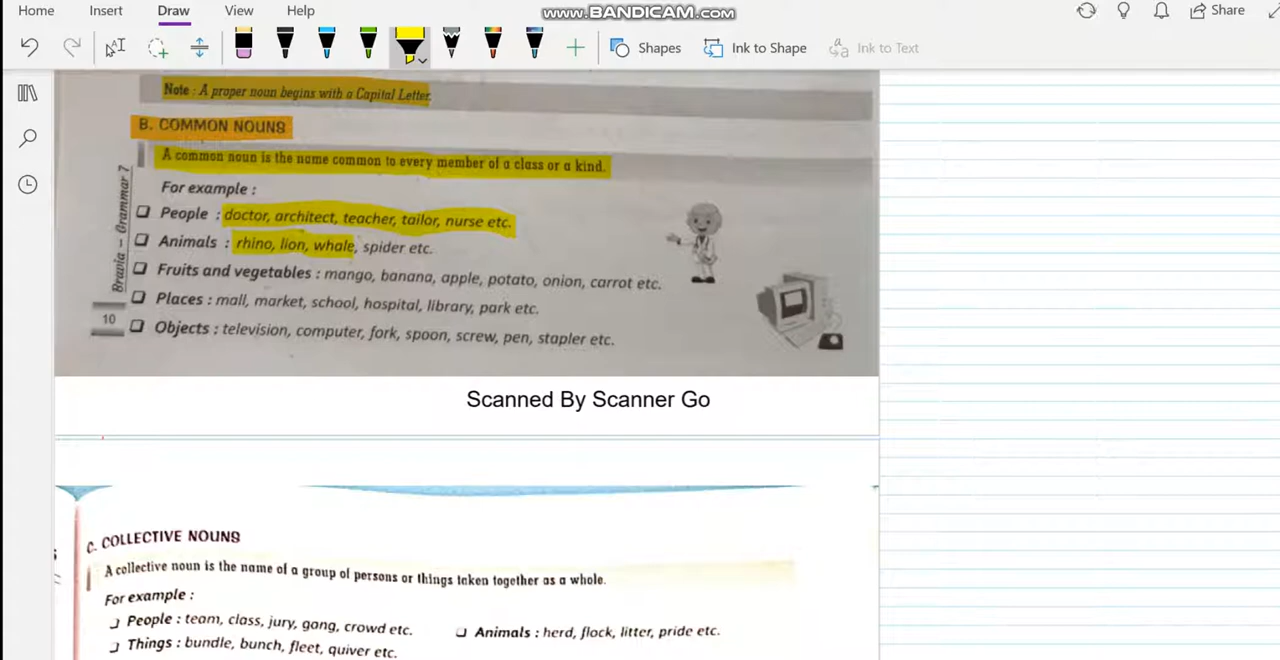 www.BANDICAM.com
Home Insert Draw View Help Share
Shapes Ink to Shape Ink to Text
Note : A proper noun begins with a Capital Letter.
B. COMMON NOUNS
A common noun is the name common to every member of a class or a kind.
For example :
People : doctor, architect, teacher, tailor, nurse etc.
Animals : rhino, lion, whale, spider etc.
Fruits and vegetables : mango, banana, apple, potato, onion, carrot etc.
Places : mall, market, school, hospital, library, park etc.
Objects : television, computer, fork, spoon, screw, pen, stapler etc.
Bravia – Grammar 7
10
Scanned By Scanner Go
C. COLLECTIVE NOUNS
A collective noun is the name of a group of persons or things taken together as a whole.
For example :
People : team, class, jury, gang, crowd etc.
Animals : herd, flock, litter, pride etc.
Things : bundle, bunch, fleet, quiver etc.